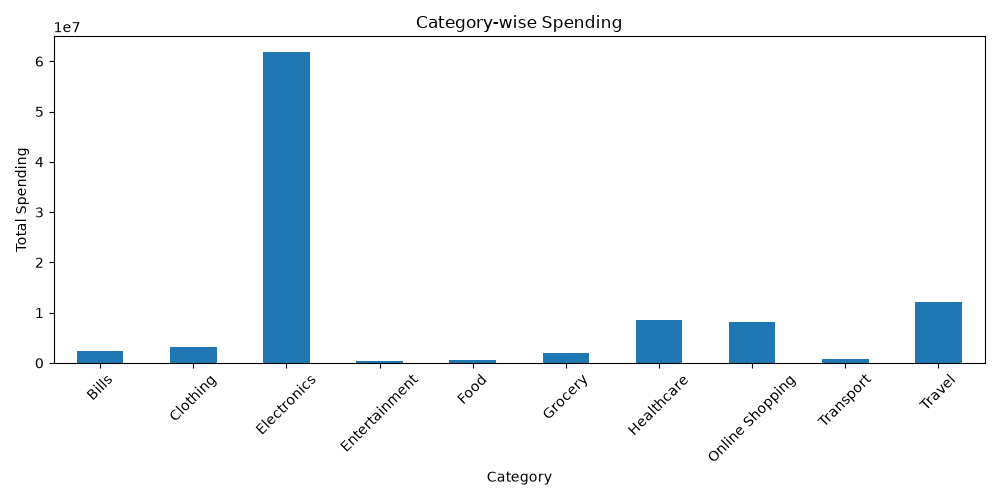 Category-wise Spending
1e7
Total Spending
6
5
4
3
2
1
0
Bills
Clothing
Electronics
Entertainment
Food
Grocery
Healthcare
Online Shopping
Transport
Travel
Category